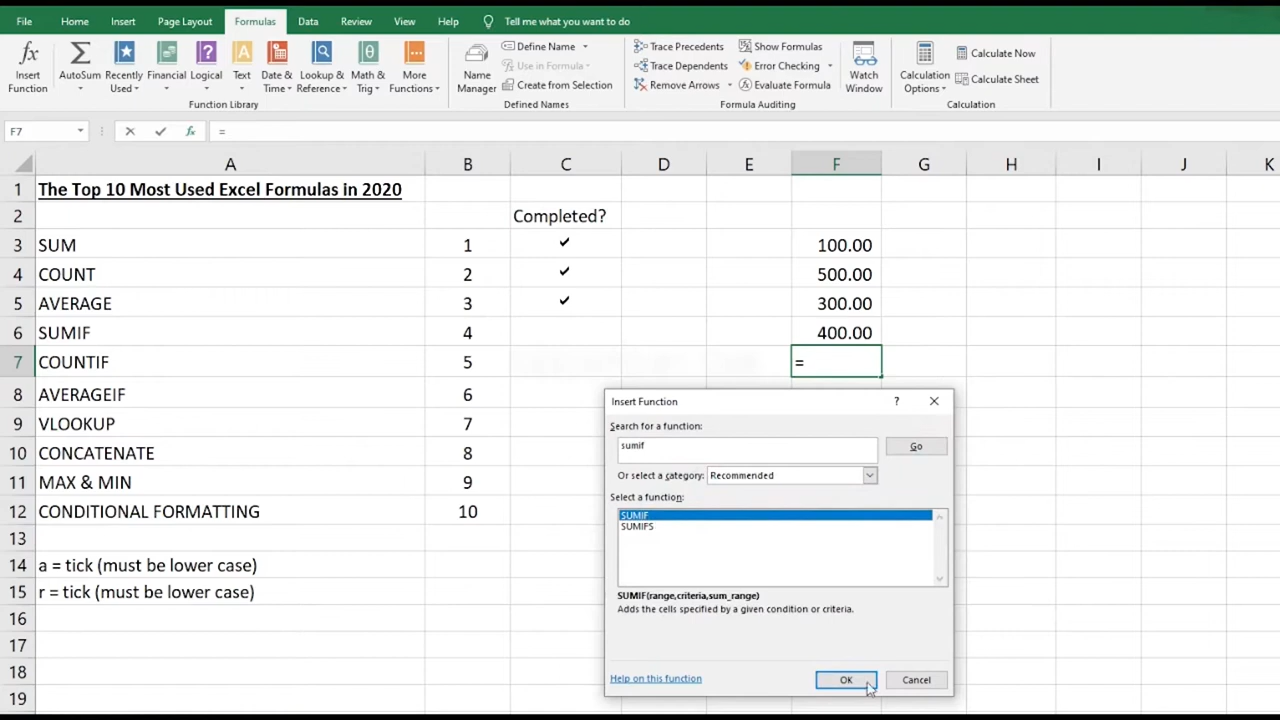 File Home Insert Page Layout Formulas Data Review View Help Tell me what you want to do
Insert Function
AutoSum
Recently Used
Financial
Logical
Text
Date & Time
Lookup & Reference
Math & Trig
More Functions
Function Library
Name Manager
Define Name
Use in Formula
Create from Selection
Defined Names
Trace Precedents
Trace Dependents
Remove Arrows
Show Formulas
Error Checking
Evaluate Formula
Formula Auditing
Watch Window
Calculation Options
Calculate Now
Calculate Sheet
Calculation
F7 fx =
A B C D E F G H I J K
1 The Top 10 Most Used Excel Formulas in 2020
2 Completed?
3 SUM 1 ✓ 100.00
4 COUNT 2 ✓ 500.00
5 AVERAGE 3 ✓ 300.00
6 SUMIF 4 400.00
7 COUNTIF 5 =
8 AVERAGEIF 6
9 VLOOKUP 7
10 CONCATENATE 8
11 MAX & MIN 9
12 CONDITIONAL FORMATTING 10
13
14 a = tick (must be lower case)
15 r = tick (must be lower case)
16
17
18
19
Insert Function ?
Search for a function:
sumif Go
Or select a category: Recommended
Select a function:
SUMIF
SUMIFS
SUMIF(range,criteria,sum_range)
Adds the cells specified by a given condition or criteria.
Help on this function OK Cancel